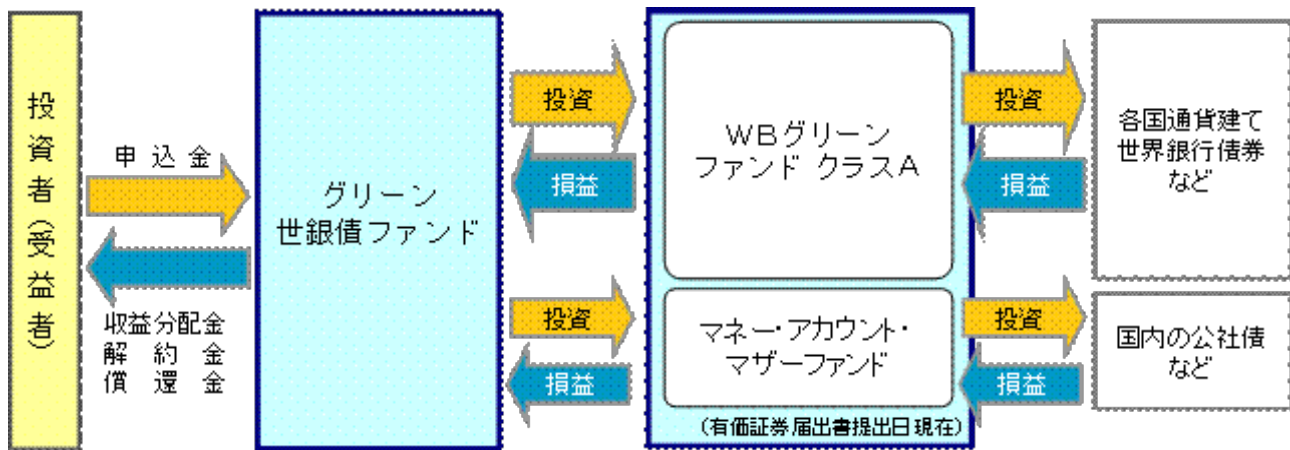 投資者(受益者)
申込金
収益分配金
解約金
償還金
グリーン
世銀債ファンド
投資
損益
投資
損益
WBグリーン
ファンド クラスA
マネー・アカウント・
マザーファンド
(有価証券届出書提出日現在)
投資
損益
投資
損益
各国通貨建て
世界銀行債券
など
国内の公社債
など